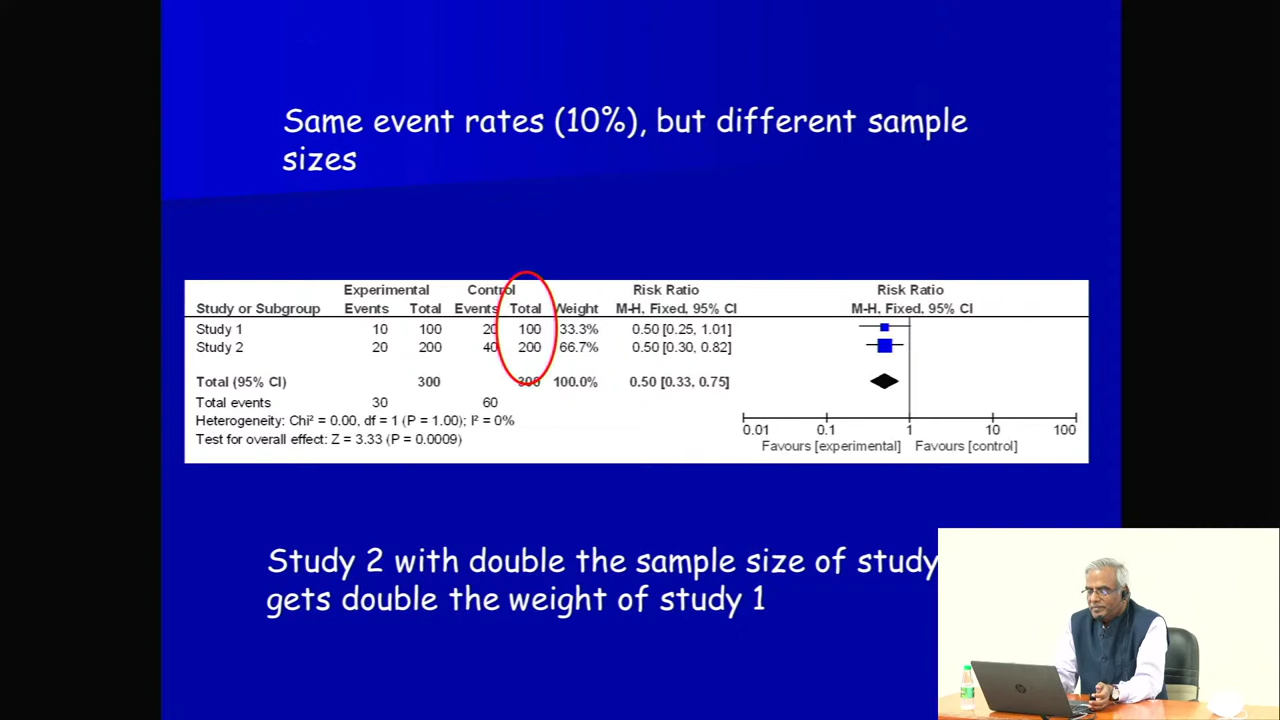 Same event rates (10%), but different sample
sizes
Experimental Control Risk Ratio Risk Ratio
Study or Subgroup Events Total Events Total Weight M-H. Fixed, 95% CI M-H. Fixed, 95% CI
Study 1 10 100 20 100 33.3% 0.50 [0.25, 1.01]
Study 2 20 200 40 200 66.7% 0.50 [0.30, 0.82]
Total (95% CI) 300 300 100.0% 0.50 [0.33, 0.75]
Total events 30 60
Heterogeneity: Chi² = 0.00, df = 1 (P = 1.00); I² = 0%
Test for overall effect: Z = 3.33 (P = 0.0009)
0.01 0.1 1 10 100
Favours [experimental] Favours [control]
Study 2 with double the sample size of study
gets double the weight of study 1